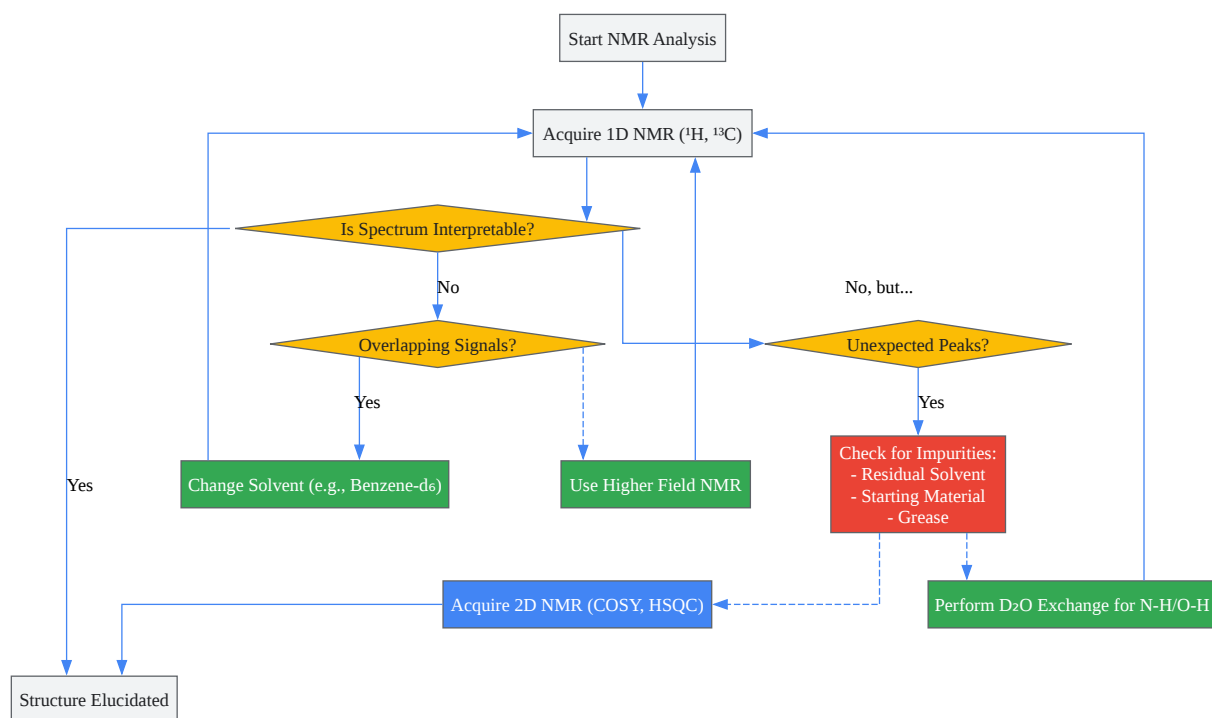 Start NMR Analysis
Acquire 1D NMR (¹H, ¹³C)
Is Spectrum Interpretable?
No
No, but...
Overlapping Signals?
Unexpected Peaks?
Yes
Yes
Check for Impurities:
- Residual Solvent
- Starting Material
- Grease
Yes
Change Solvent (e.g., Benzene-d₆)
Use Higher Field NMR
Acquire 2D NMR (COSY, HSQC)
Perform D₂O Exchange for N-H/O-H
Structure Elucidated